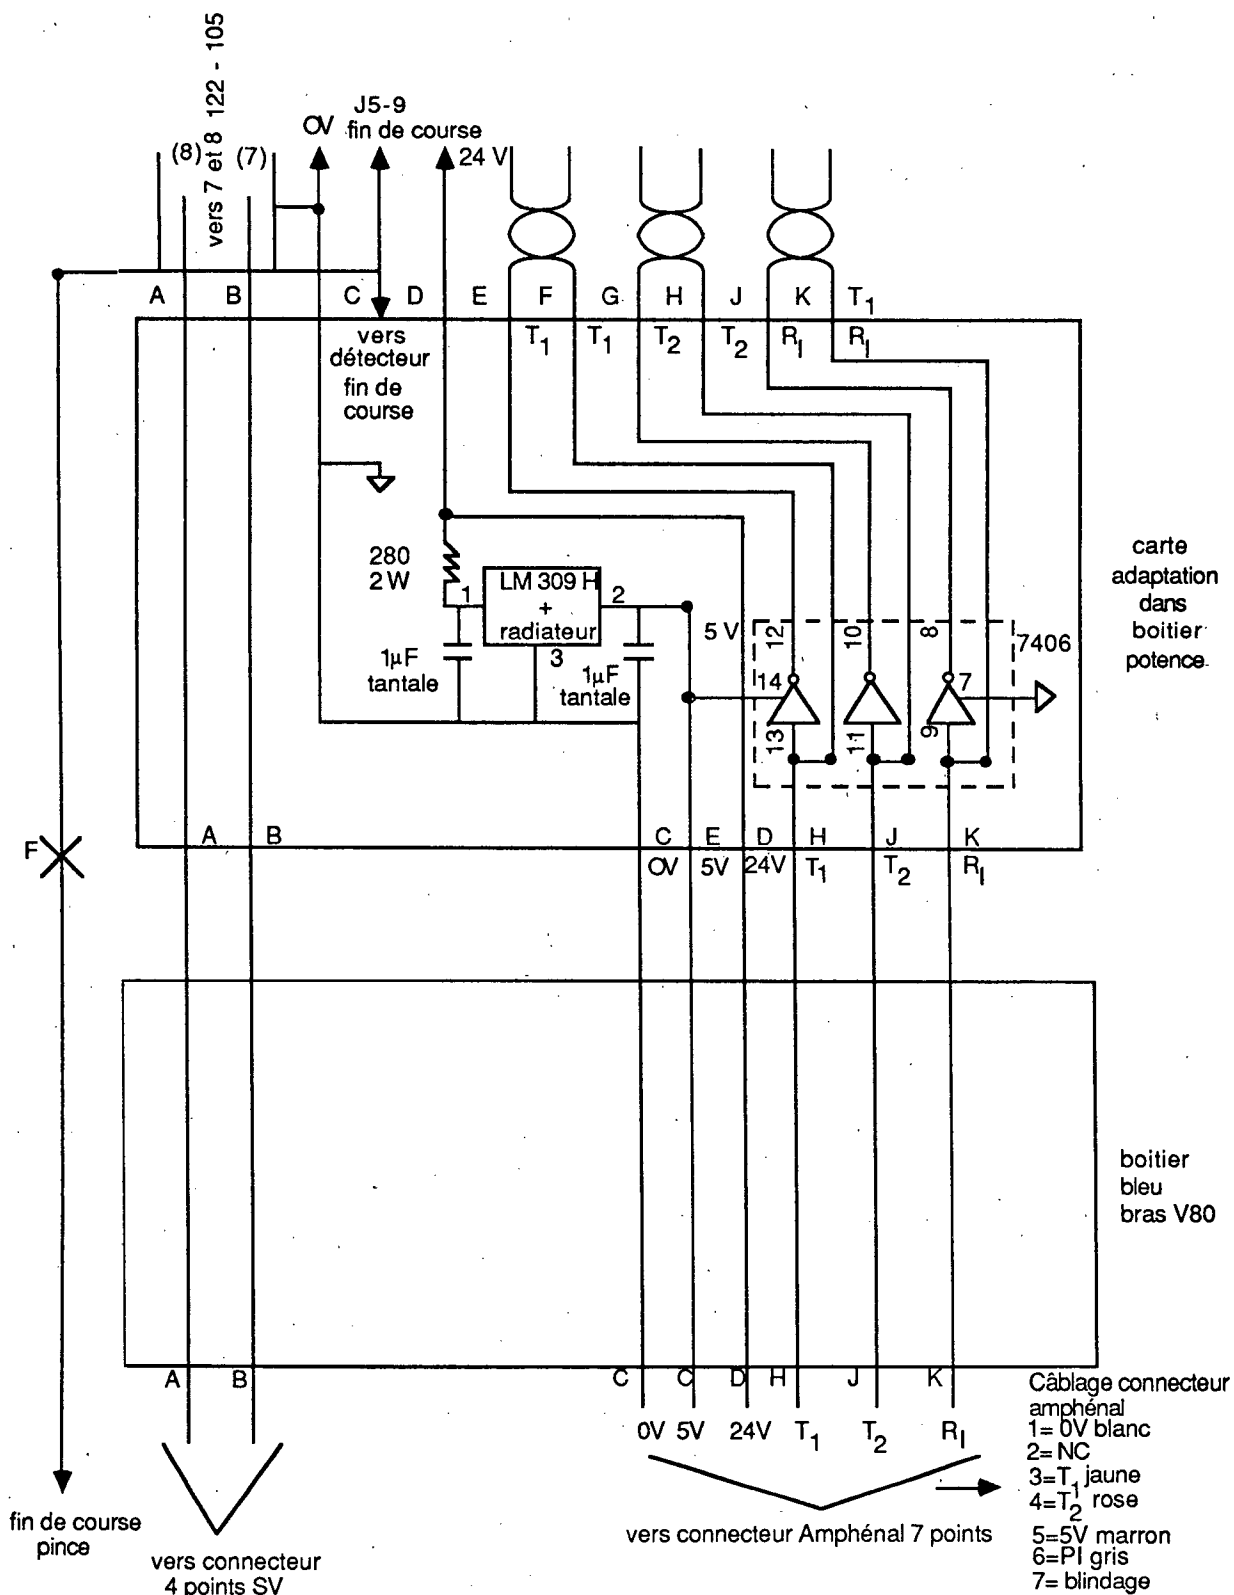 vers 7 et 8 122 - 105
J5-9
0V fin de course
(8) (7) 24 V
A B C D E F G H J K T1
vers
détecteur
fin de
course
T1 T1 T2 T2 RI RI
280
2 W
LM 309 H
+
radiateur
1 2 3
1µF
tantale
1µF
tantale
5 V
12 10 8
7406
14 7
13 11 9
carte
adaptation
dans
boitier
potence
F
A B C E D H J K
0V 5V 24V T1 T2 RI
boitier
bleu
bras V80
A B C C D H J K
0V 5V 24V T1 T2 RI
Câblage connecteur
amphénal
1= 0V blanc
2= NC
3=T1 jaune
4=T2 rose
5=5V marron
6=PI gris
7= blindage
fin de course
pince
vers connecteur
4 points SV
vers connecteur Amphénal 7 points